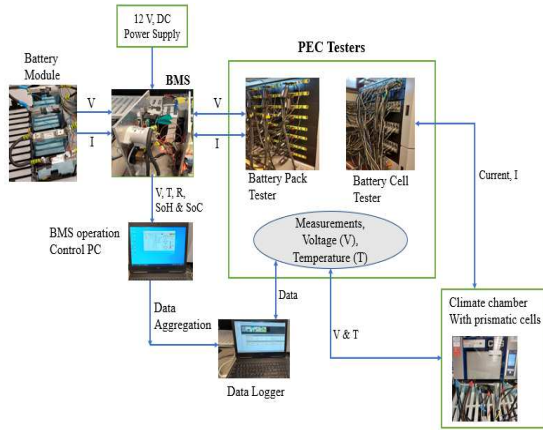 12 V, DC
Power Supply
PEC Testers
Battery
Module
BMS
V
I
V
I
Battery Pack
Tester
Battery Cell
Tester
Current, I
V, T, R,
SoH & SoC
BMS operation
Control PC
Measurements,
Voltage (V),
Temperature (T)
Data
Aggregation
Data
V & T
Climate chamber
With prismatic cells
Data Logger